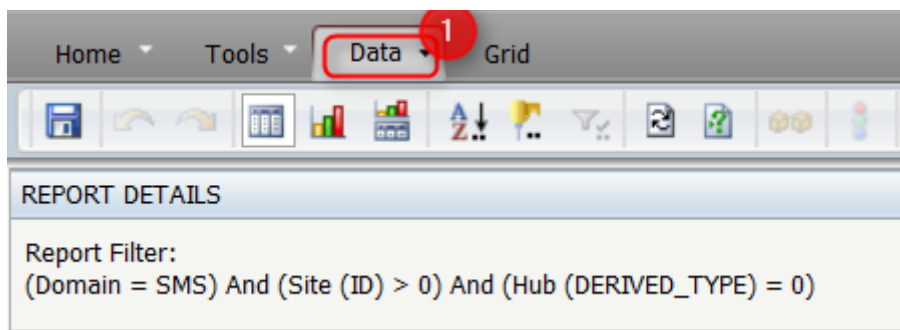 1
Home Tools Data Grid
A
Z
REPORT DETAILS
Report Filter:
(Domain = SMS) And (Site (ID) > 0) And (Hub (DERIVED_TYPE) = 0)